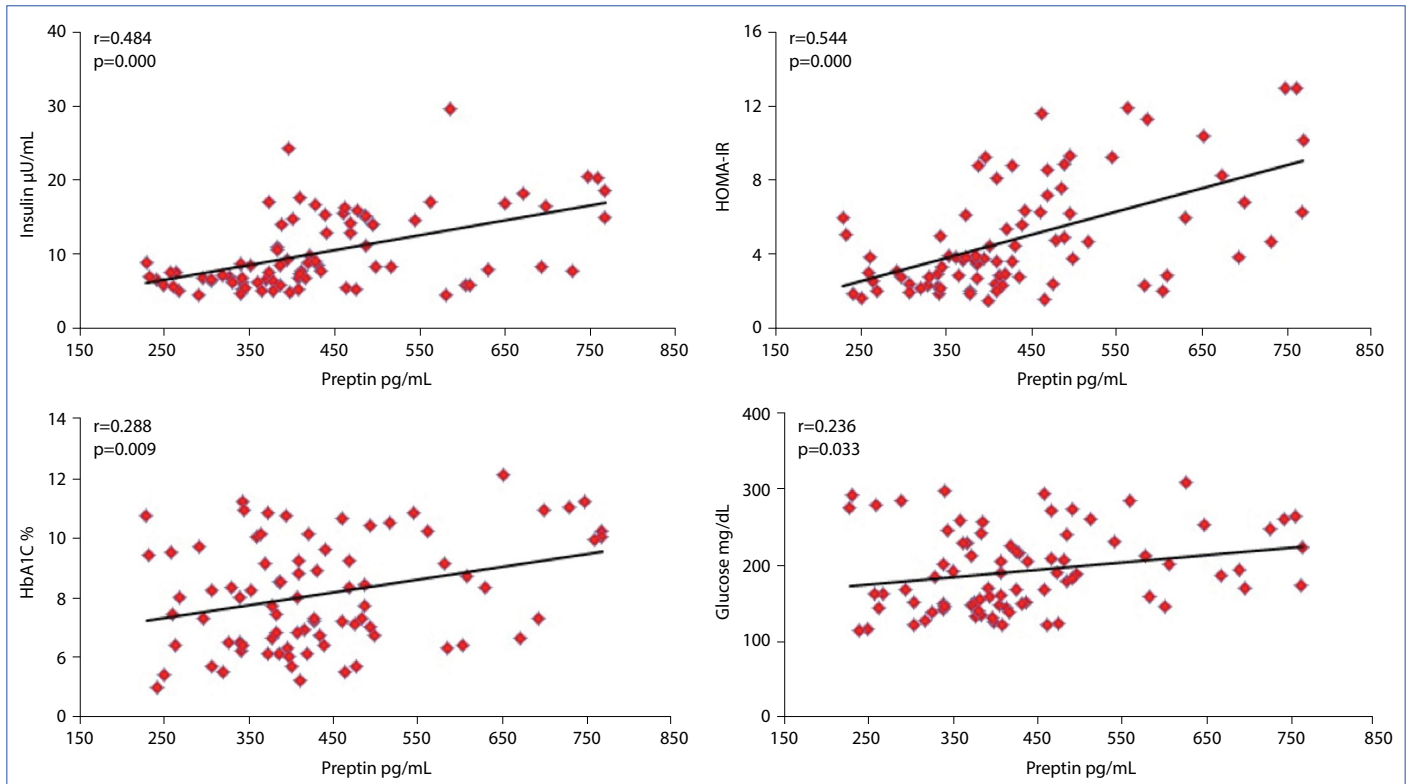 r=0.484
p=0.000
Insulin µU/mL
40
30
20
10
0
150 250 350 450 550 650 750 850
Preptin pg/mL
r=0.544
p=0.000
HOMA-IR
16
12
8
4
0
150 250 350 450 550 650 750 850
Preptin pg/mL
r=0.288
p=0.009
HbA1C %
14
12
10
8
6
4
2
0
150 250 350 450 550 650 750 850
Preptin pg/mL
r=0.236
p=0.033
Glucose mg/dL
400
300
200
100
0
150 250 350 450 550 650 750 850
Preptin pg/mL